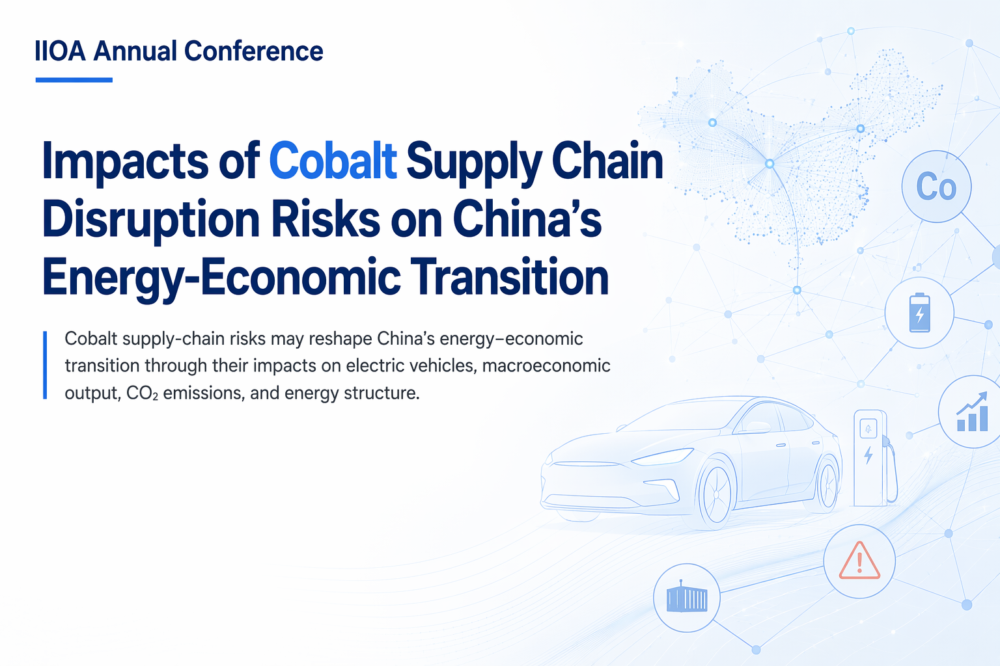 IIOA Annual Conference
Impacts of Cobalt Supply Chain
Disruption Risks on China’s
Energy-Economic Transition
Cobalt supply-chain risks may reshape China’s energy–economic
transition through their impacts on electric vehicles, macroeconomic
output, CO₂ emissions, and energy structure.
Co